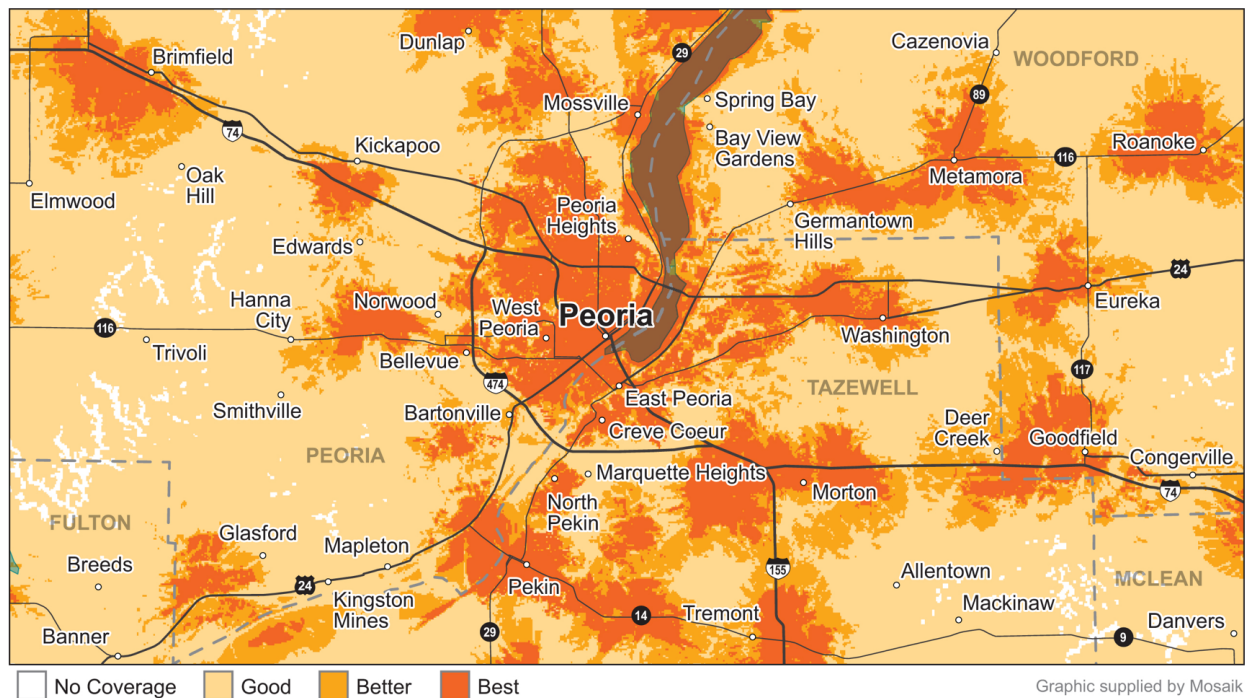 Dunlap
29
Cazenovia
WOODFORD
Brimfield
89
Mossville
Spring Bay
74
Kickapoo
Bay View
Gardens
Roanoke
116
Oak
Hill
Metamora
Elmwood
Peoria
Heights
Germantown
Hills
Edwards
24
Hanna
City
Norwood
West
Peoria
Peoria
Eureka
116
Trivoli
Washington
Bellevue
117
474
East Peoria
TAZEWELL
Smithville
Bartonville
Creve Coeur
Deer
Creek
Goodfield
PEORIA
Congerville
Marquette Heights
Morton
74
North
Pekin
FULTON
Glasford
Mapleton
155
Breeds
24
Kingston
Mines
Pekin
Allentown
MCLEAN
14
Tremont
Mackinaw
Banner
29
9
Danvers
No Coverage
Good
Better
Best
Graphic supplied by Mosaik